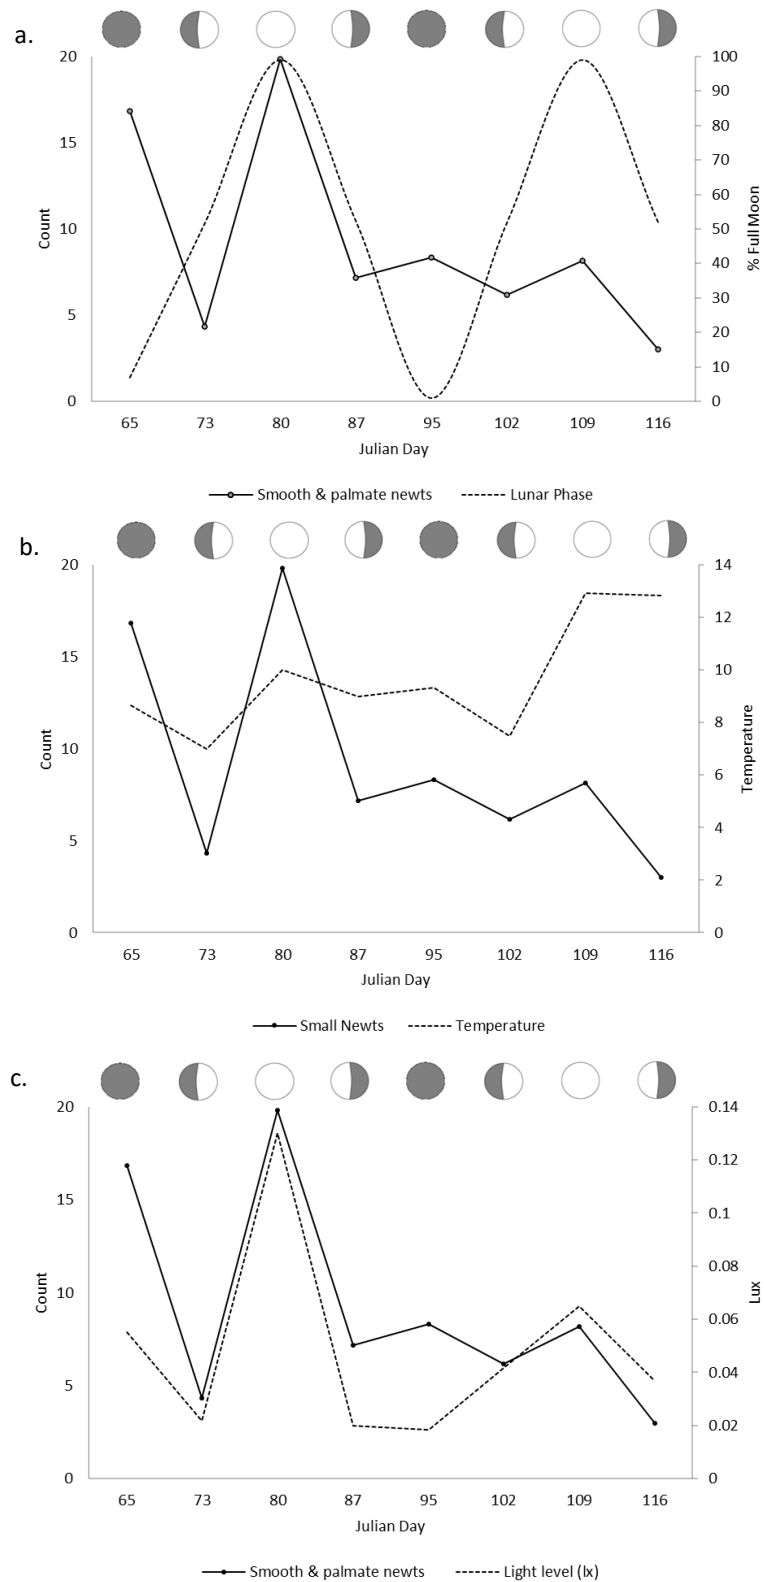 a.
20 100
90
15 80
70
60
10 50
40
5 30
20
10
0 0
Count
% Full Moon
65 73 80 87 95 102 109 116
Julian Day
Smooth & palmate newts Lunar Phase
b.
20 14
12
15 10
10 8
6
5 4
2
0 0
Count
Temperature
65 73 80 87 95 102 109 116
Julian Day
Small Newts Temperature
c.
20 0.14
0.12
15 0.1
10 0.08
0.06
5 0.04
0.02
0 0
Count
Lux
65 73 80 87 95 102 109 116
Julian Day
Smooth & palmate newts Light level (lx)